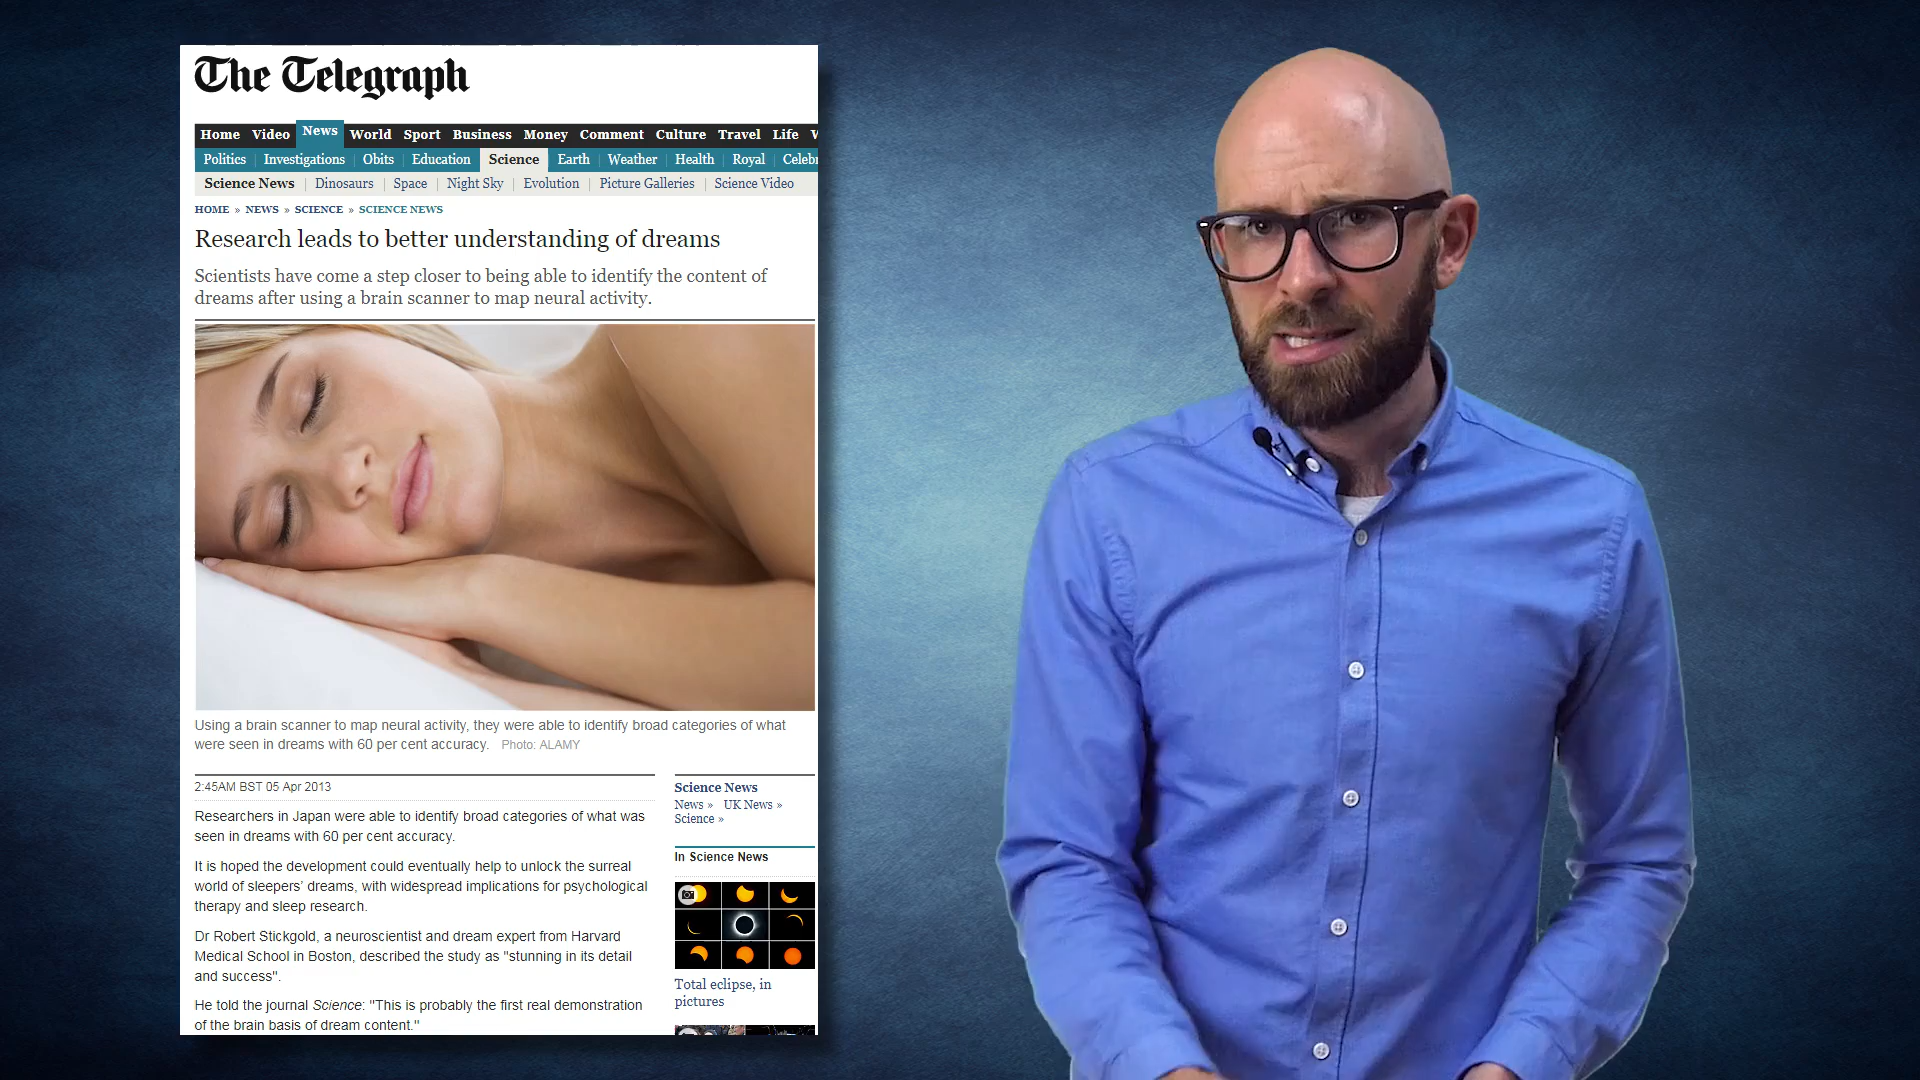 The Telegraph
Home Video News World Sport Business Money Comment Culture Travel Life
Politics Investigations Obits Education Science Earth Weather Health Royal
Science News Dinosaurs Space Night Sky Evolution Picture Galleries Science Video
HOME » NEWS » SCIENCE » SCIENCE NEWS
Research leads to better understanding of dreams
Scientists have come a step closer to being able to identify the content of
dreams after using a brain scanner to map neural activity.
Using a brain scanner to map neural activity, they were able to identify broad categories of what
were seen in dreams with 60 per cent accuracy. Photo: ALAMY
2:45AM BST 05 Apr 2013
Researchers in Japan were able to identify broad categories of what was
seen in dreams with 60 per cent accuracy.
It is hoped the development could eventually help to unlock the surreal
world of sleepers’ dreams, with widespread implications for psychological
therapy and sleep research.
Dr Robert Stickgold, a neuroscientist and dream expert from Harvard
Medical School in Boston, described the study as "stunning in its detail
and success".
He told the journal Science: "This is probably the first real demonstration
of the brain basis of dream content."
Science News
News » UK News »
Science »
In Science News
Total eclipse, in
pictures